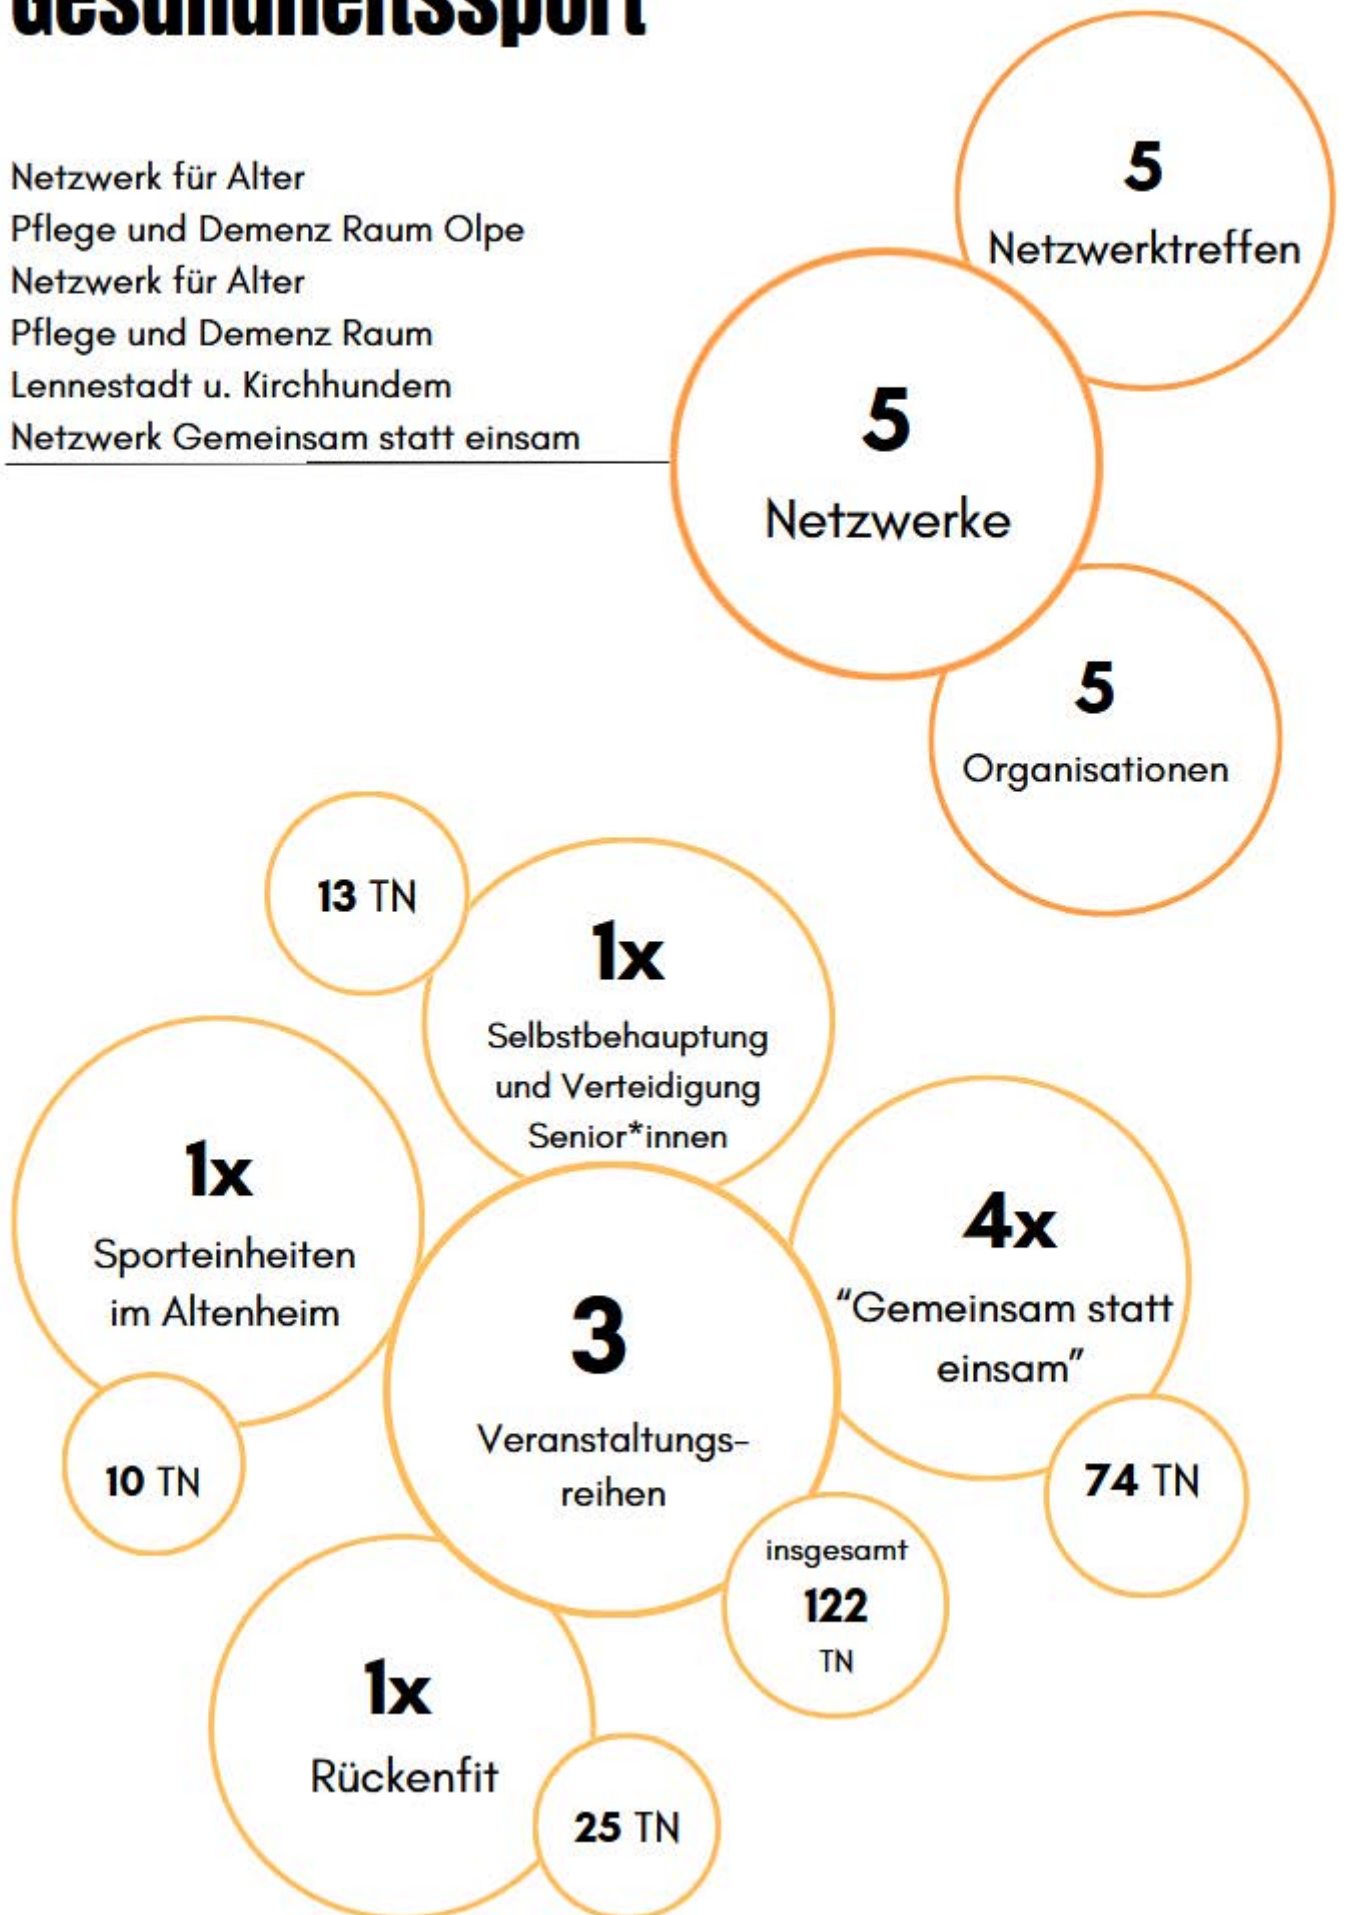 Gesundheitssport
Netzwerk für Alter
Pflege und Demenz Raum Olpe
Netzwerk für Alter
Pflege und Demenz Raum
Lennestadt u. Kirchhundem
Netzwerk Gemeinsam statt einsam
5
Netzwerktreffen
5
Netzwerke
5
Organisationen
13 TN
1x
Selbstbehauptung
und Verteidigung
Senior*innen
1x
Sporteinheiten
im Altenheim
10 TN
4x
“Gemeinsam statt
einsam”
74 TN
3
Veranstaltungs-
reihen
insgesamt
122
TN
1x
Rückenfit
25 TN